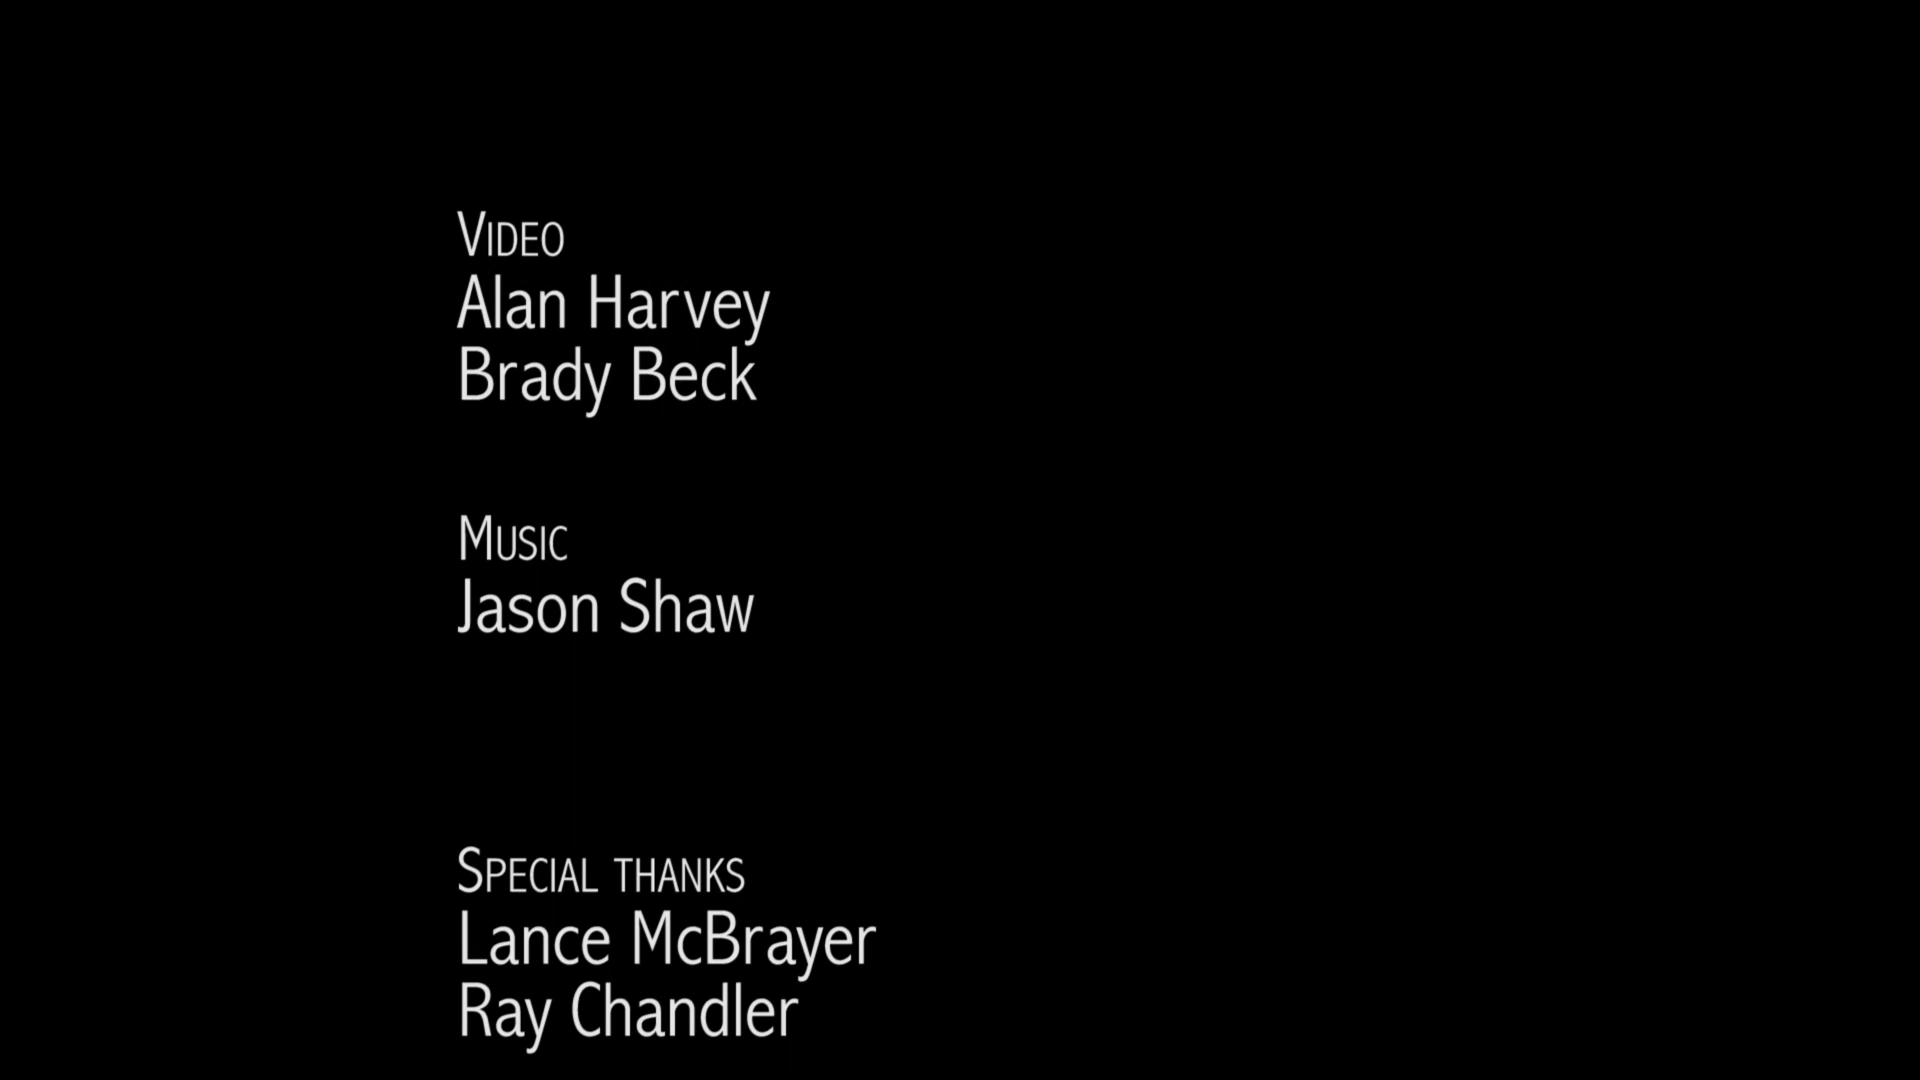 Video
Alan Harvey
Brady Beck
Music
Jason Shaw
Special thanks
Lance McBrayer
Ray Chandler